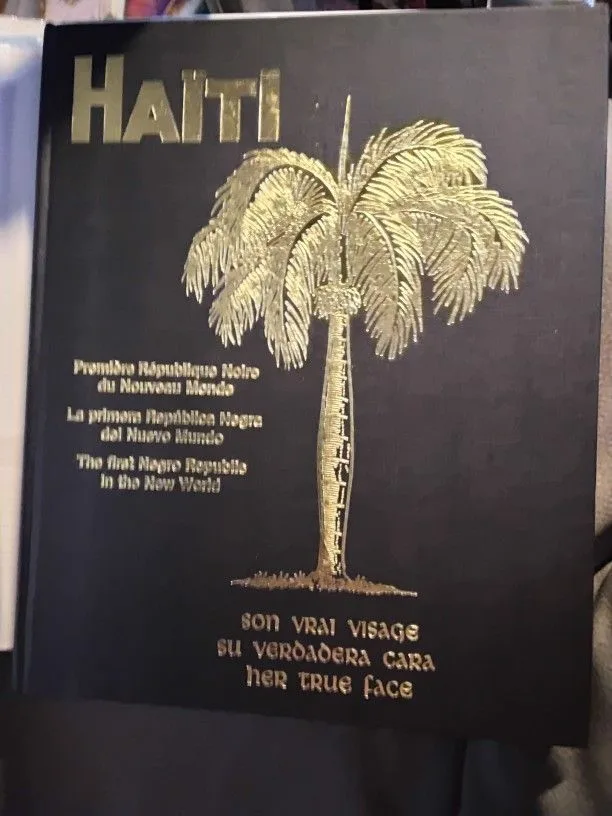 HAÏTI
Première République Noire
du Nouveau Monde
La primera República Negra
del Nuevo Mundo
The first Negro Republic
in the New World
son vrai visage
su verdadera cara
her true face